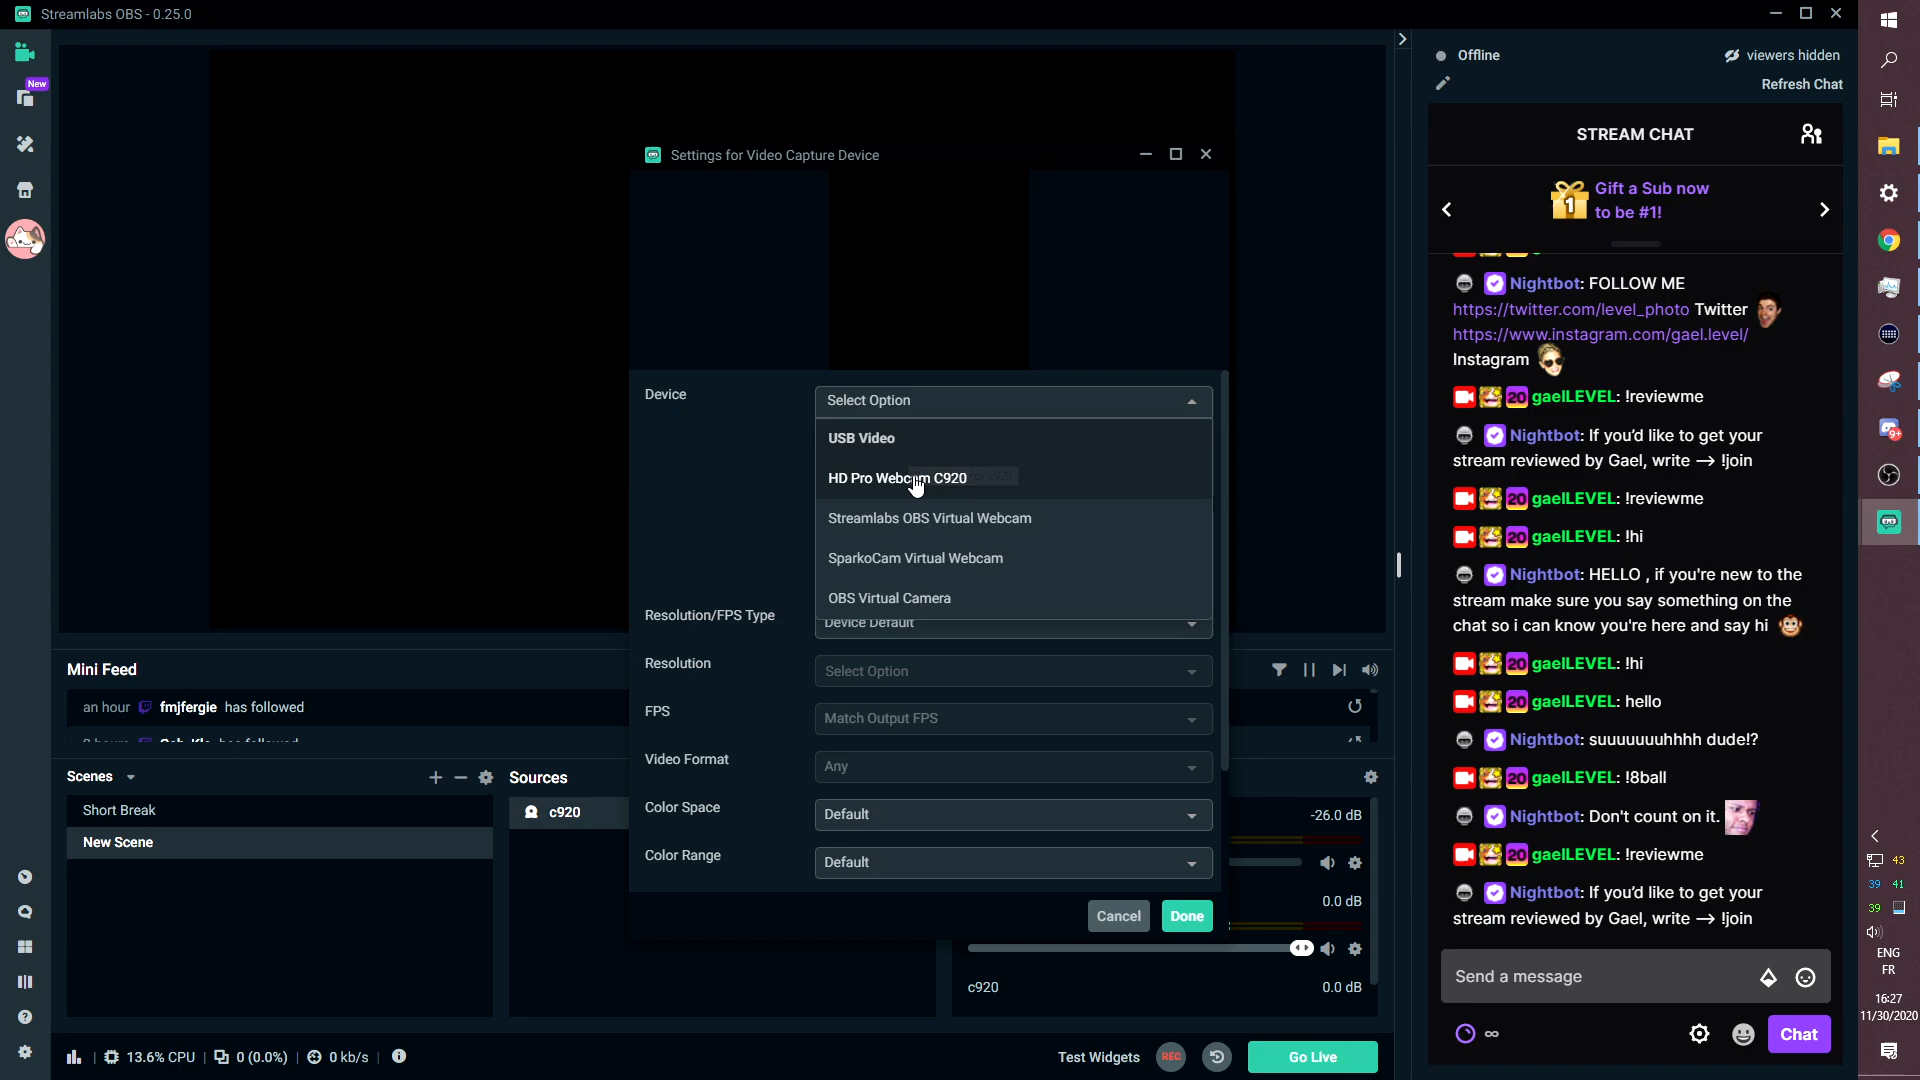 Streamlabs OBS - 0.25.0
New
Offline
viewers hidden
Refresh Chat
STREAM CHAT
1
Gift a Sub now
to be #1!
Nightbot: FOLLOW ME
https://twitter.com/level_photo Twitter
https://www.instagram.com/gael.level/
Instagram
20 gaelLEVEL: !reviewme
Nightbot: If you'd like to get your
stream reviewed by Gael, write --> !join
20 gaelLEVEL: !reviewme
20 gaelLEVEL: !hi
Nightbot: HELLO , if you're new to the
stream make sure you say something on the
chat so i can know you're here and say hi
20 gaelLEVEL: !hi
20 gaelLEVEL: hello
Nightbot: suuuuuuuhhhh dude!?
20 gaelLEVEL: !8ball
Nightbot: Don't count on it.
20 gaelLEVEL: !reviewme
Nightbot: If you'd like to get your
stream reviewed by Gael, write --> !join
Send a message
∞
Chat
Settings for Video Capture Device
Device
Select Option
USB Video
HD Pro Webcam C920
Streamlabs OBS Virtual Webcam
SparkoCam Virtual Webcam
OBS Virtual Camera
Resolution/FPS Type
Device Default
Resolution
Select Option
FPS
Match Output FPS
Video Format
Any
Color Space
Default
Color Range
Default
Cancel
Done
Mini Feed
an hour fmjfergie has followed
Scenes
Short Break
New Scene
Sources
c920
-26.0 dB
0.0 dB
c920
0.0 dB
13.6% CPU
0 (0.0%)
0 kb/s
Test Widgets
REC
Go Live
9+
43
39 41
39
ENG
FR
16:27
11/30/2020